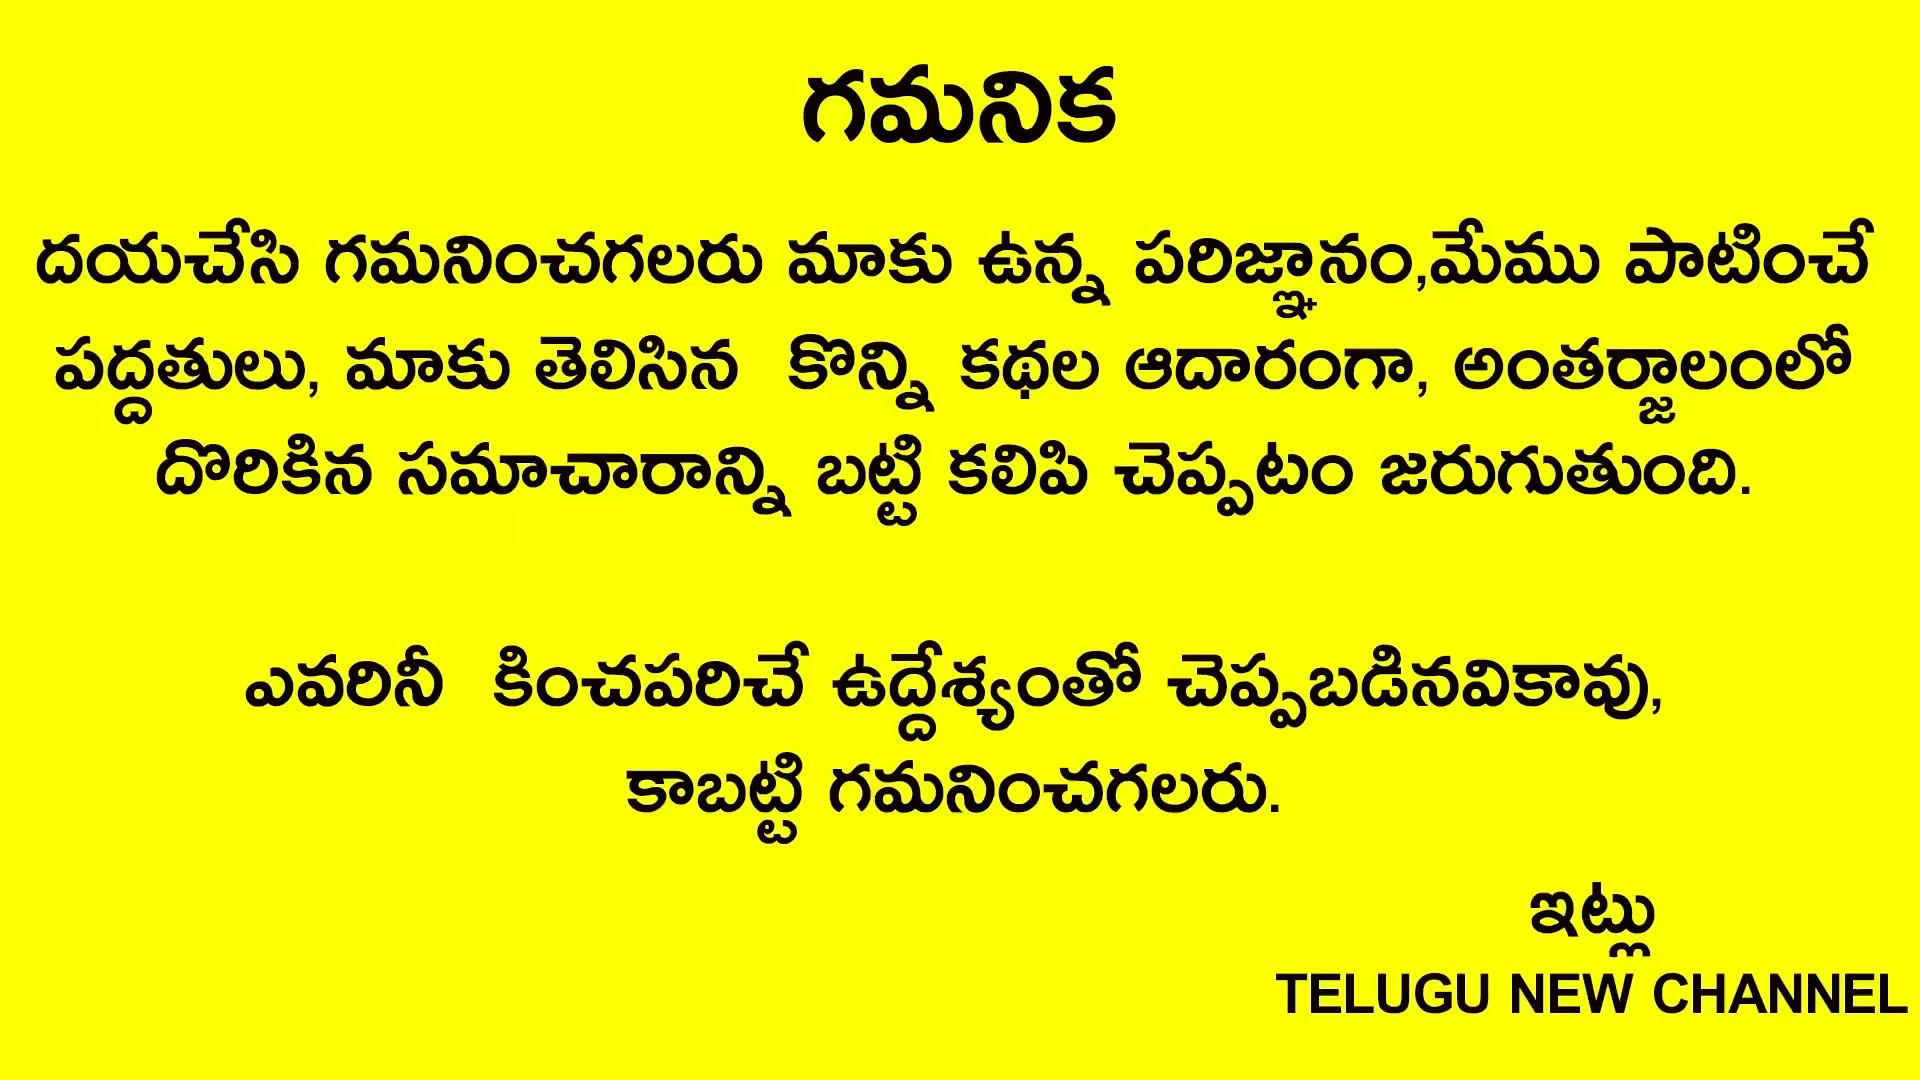 గమనిక
దయచేసి గమనించగలరు మాకు ఉన్న పరిజ్ఞానం,మేము పాటించే
పద్దతులు, మాకు తెలిసిన కొన్ని కథల ఆదారంగా, అంతర్జాలంలో
దొరికిన సమాచారాన్ని బట్టి కలిపి చెప్పటం జరుగుతుంది.
ఎవరినీ కించపరిచే ఉద్దేశ్యంతో చెప్పబడినవికావు,
కాబట్టి గమనించగలరు.
ఇట్లు
TELUGU NEW CHANNEL